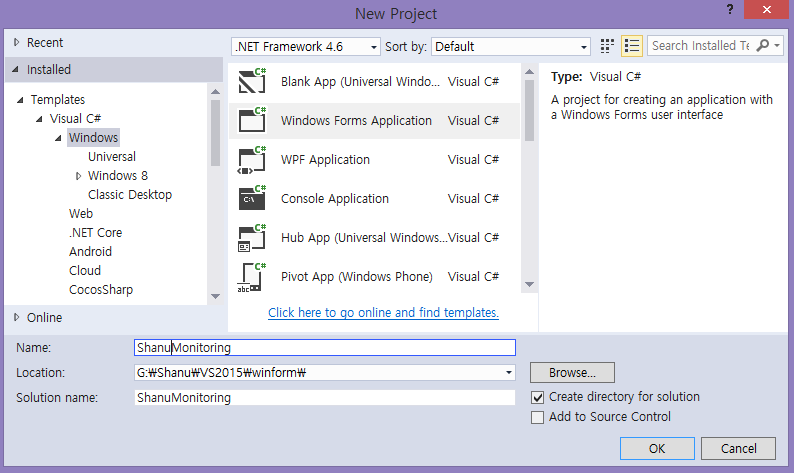 New Project
? ×
Recent
Installed
.NET Framework 4.6 Sort by: Default Search Installed Te
Templates
Visual C#
Windows
Universal
Windows 8
Classic Desktop
Web
.NET Core
Android
Cloud
CocosSharp
Online
C# Blank App (Universal Windo... Visual C#
C# Windows Forms Application Visual C#
C# WPF Application Visual C#
C# C:\ Console Application Visual C#
C# Hub App (Universal Windows... Visual C#
C# abc Pivot App (Windows Phone) Visual C#
Click here to go online and find templates.
Type: Visual C#
A project for creating an application with
a Windows Forms user interface
Name: ShanuMonitoring
Location: G:₩Shanu₩VS2015₩winform₩ Browse...
Solution name: ShanuMonitoring
Create directory for solution
Add to Source Control
OK Cancel